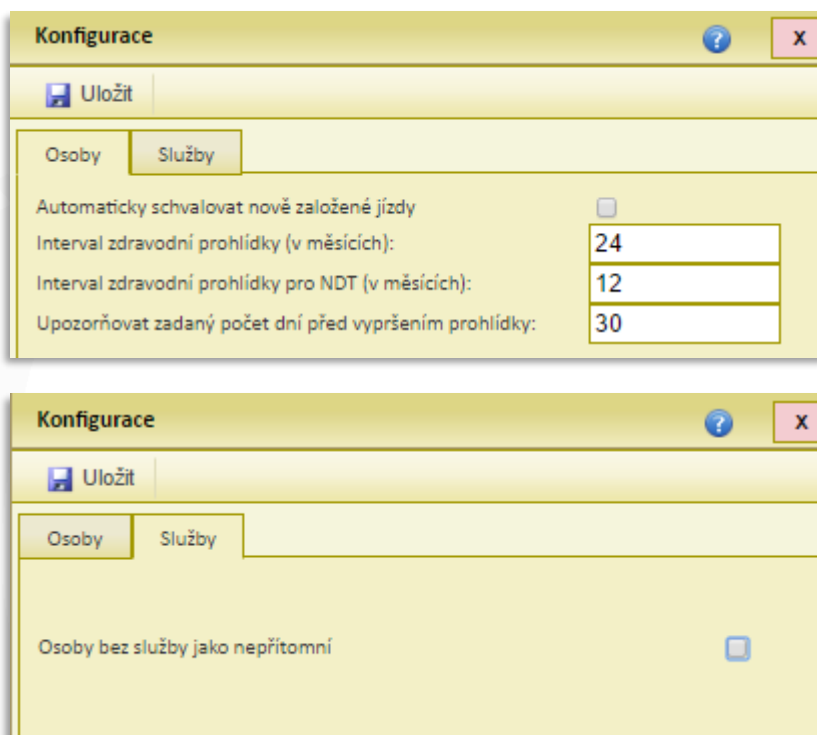 Konfigurace ? X
Uložit
Osoby Služby
Automaticky schvalovat nově založené jízdy
Interval zdravodní prohlídky (v měsících): 24
Interval zdravodní prohlídky pro NDT (v měsících): 12
Upozorňovat zadaný počet dní před vypršením prohlídky: 30
Konfigurace ? X
Uložit
Osoby Služby
Osoby bez služby jako nepřítomní